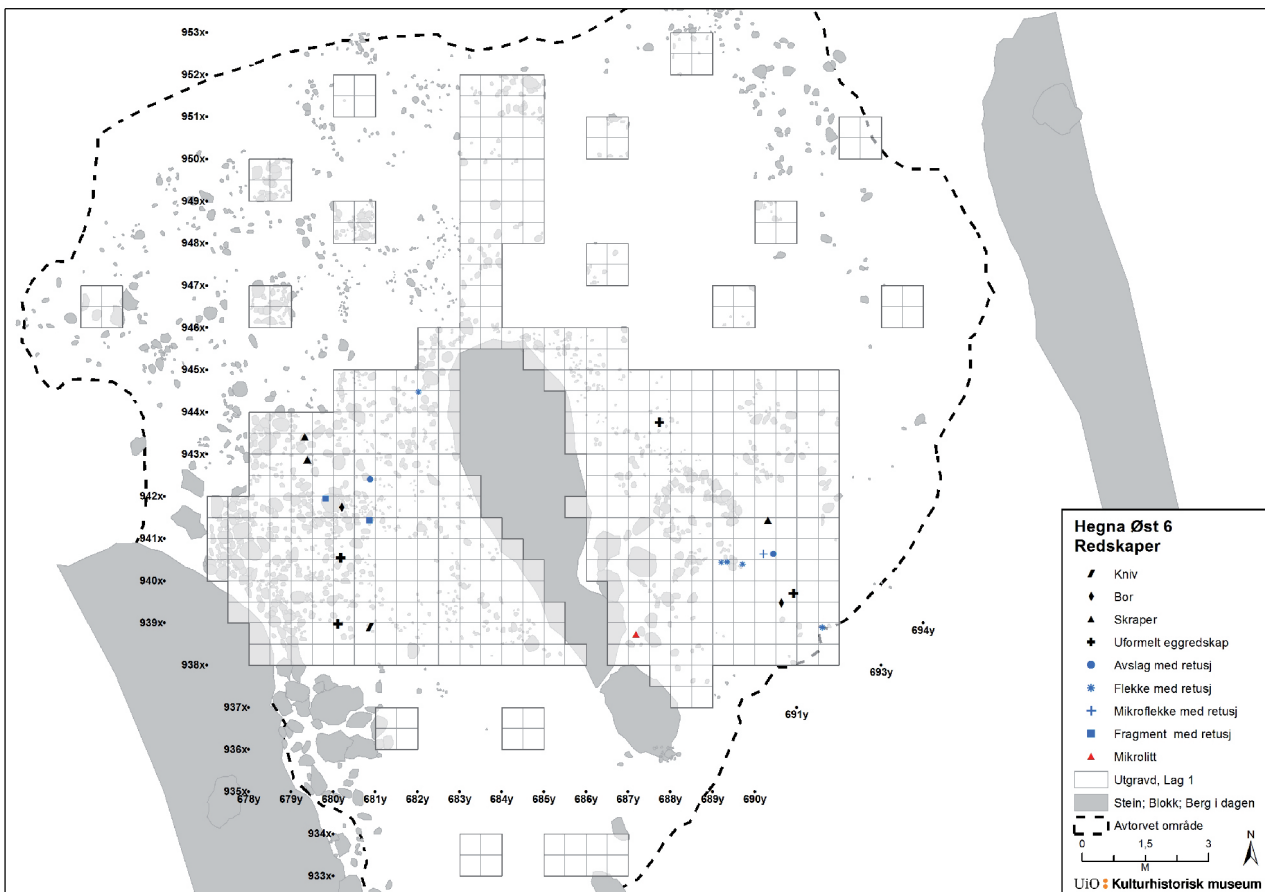 953x
952x
951x
950x
949x
948x
947x
946x
945x
944x
943x
942x
941x
940x
939x
938x
937x
936x
935x
934x
933x
678y 679y 680y 681y 682y 683y 684y 685y 686y 687y 688y 689y 690y
691y
693y
694y
Hegna Øst 6
Redskaper
Kniv
Bor
Skraper
Uformelt eggredskap
Avslag med retusj
Flekke med retusj
Mikroflekke med retusj
Fragment med retusj
Mikrolitt
Utgravd, Lag 1
Stein; Blokk; Berg i dagen
Avtorvet område
N
0 1,5 3
M
UiO Kulturhistorisk museum